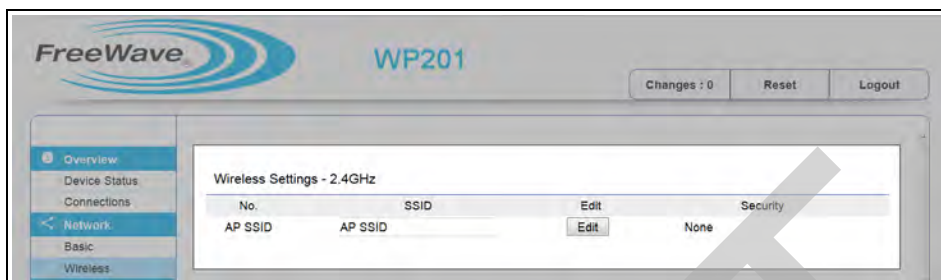 FreeWave®
WP201
Changes : 0 Reset Logout
Overview
Device Status
Connections
Network
Basic
Wireless
Wireless Settings - 2.4GHz
No. SSID Edit Security
AP SSID AP SSID Edit None